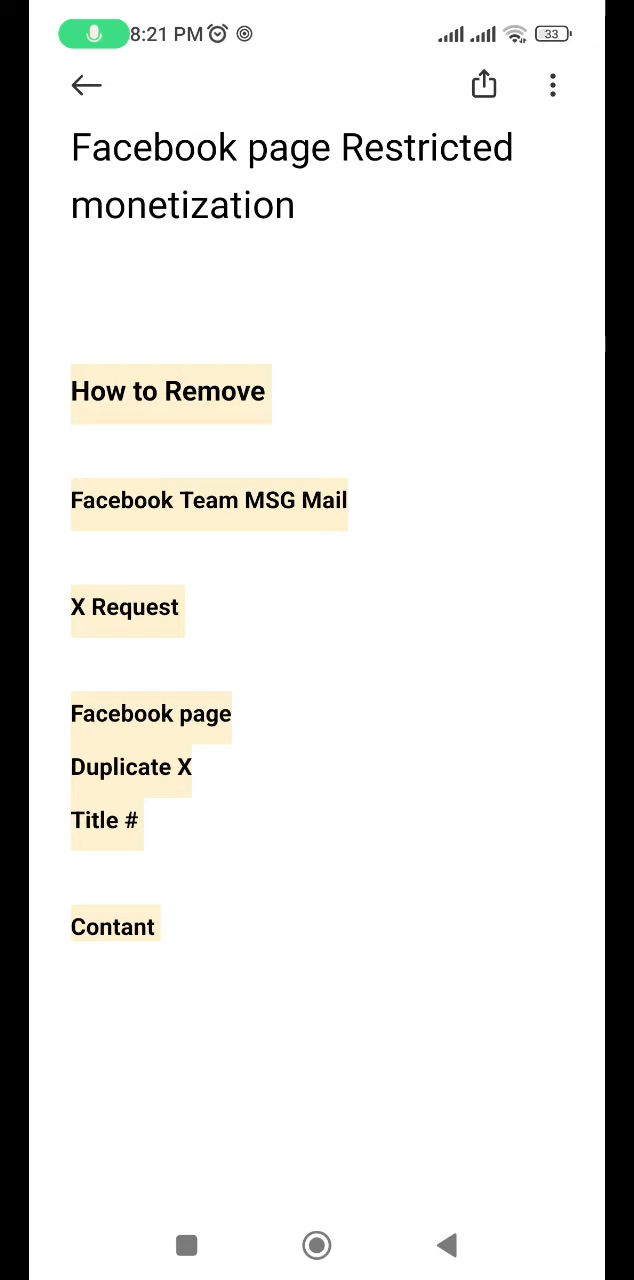 8:21 PM
33
Facebook page Restricted
monetization
How to Remove
Facebook Team MSG Mail
X Request
Facebook page
Duplicate X
Title #
Contant